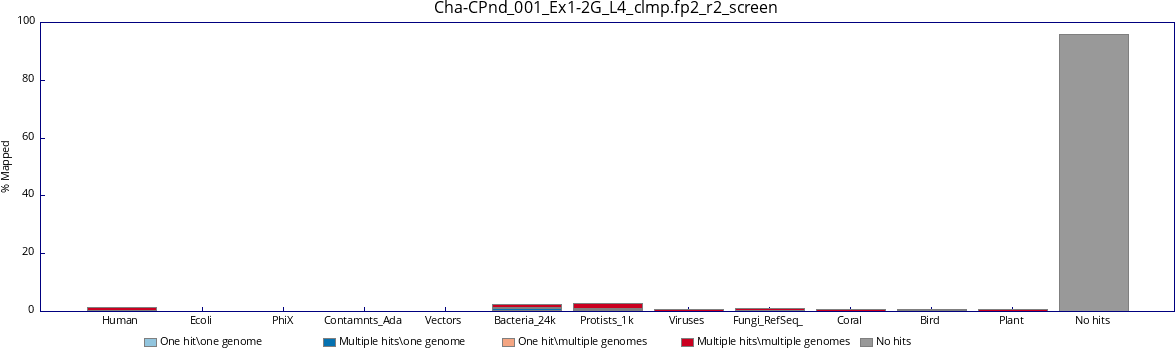 Cha-CPnd_001_Ex1-2G_L4_clmp.fp2_r2_screen
100
80
60
40
20
0
% Mapped
Human Ecoli PhiX Contamnts_Ada Vectors Bacteria_24k Protists_1k Viruses Fungi_RefSeq_ Coral Bird Plant No hits
One hit\one genome Multiple hits\one genome One hit\multiple genomes Multiple hits\multiple genomes No hits